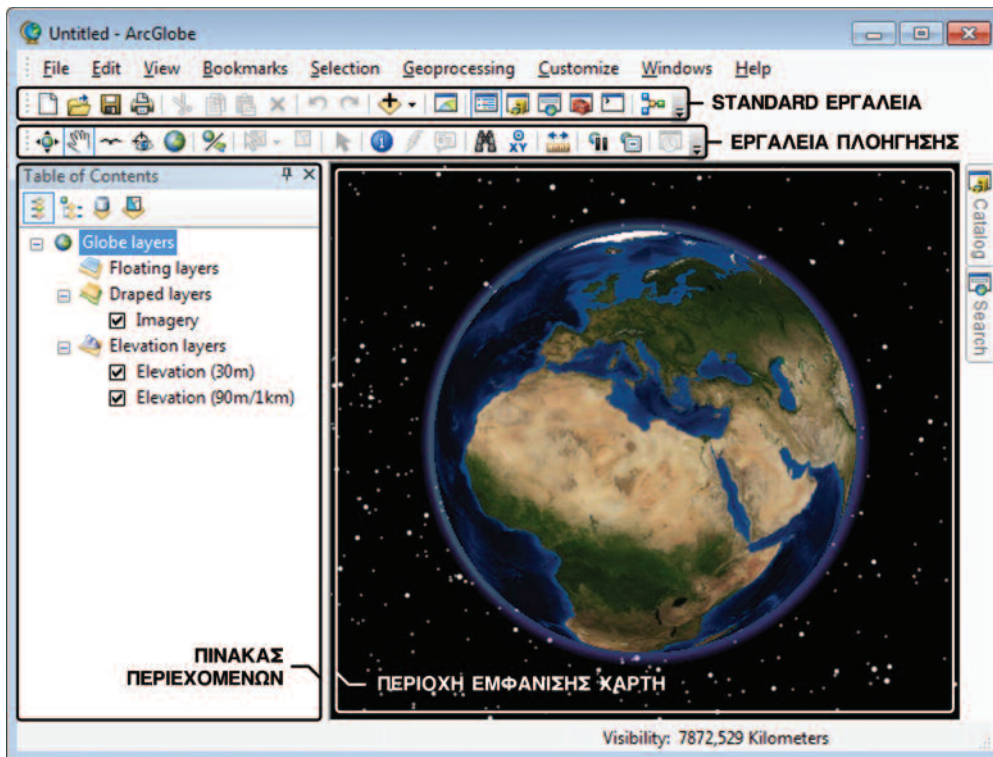 Untitled - ArcGlobe
File Edit View Bookmarks Selection Geoprocessing Customize Windows Help
STANDARD ΕΡΓΑΛΕΙΑ
XY
ΕΡΓΑΛΕΙΑ ΠΛΟΗΓΗΣΗΣ
Table of Contents
Globe layers
Floating layers
Draped layers
Imagery
Elevation layers
Elevation (30m)
Elevation (90m/1km)
Catalog
Search
ΠΙΝΑΚΑΣ
ΠΕΡΙΕΧΟΜΕΝΩΝ
ΠΕΡΙΟΧΗ ΕΜΦΑΝΙΣΗΣ ΧΑΡΤΗ
Visibility: 7872,529 Kilometers